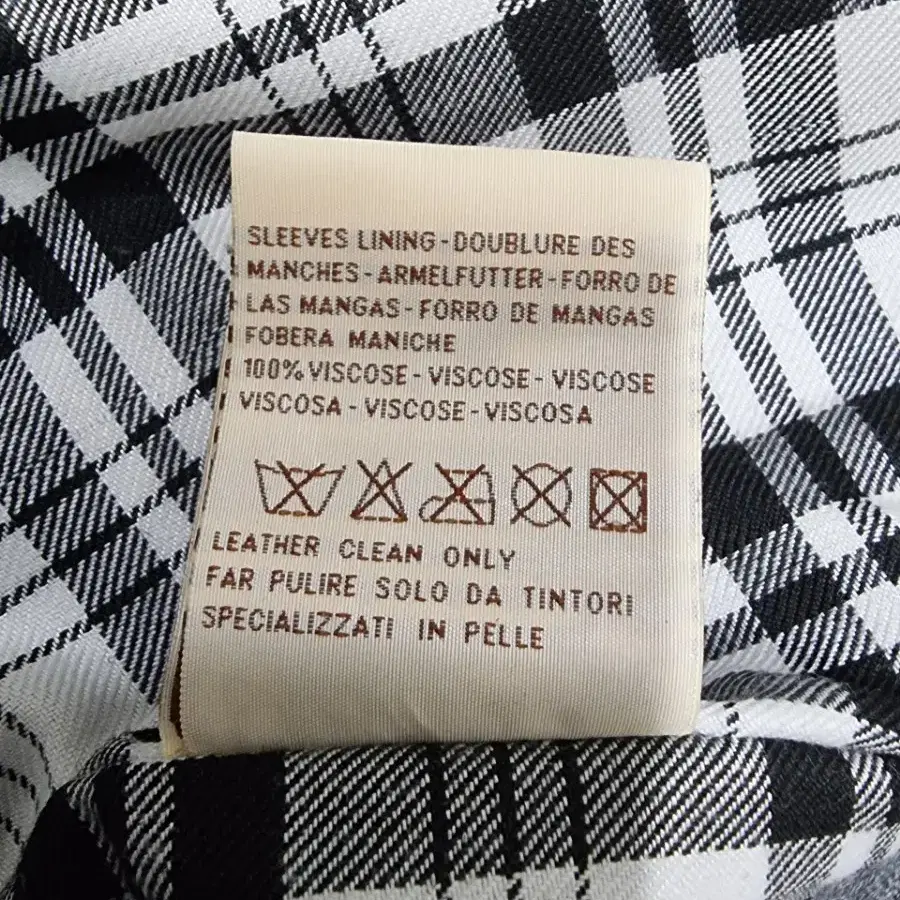 SLEEVES LINING-DOUBLURE DES
MANCHES-ARMELFUTTER-FORRO DE
LAS MANGAS-FORRO DE MANGAS
FOBERA MANICHE
100% VISCOSE-VISCOSE-VISCOSE
VISCOSA-VISCOSE-VISCOSA
LEATHER CLEAN ONLY
FAR PULIRE SOLO DA TINTORI
SPECIALIZZATI IN PELLE